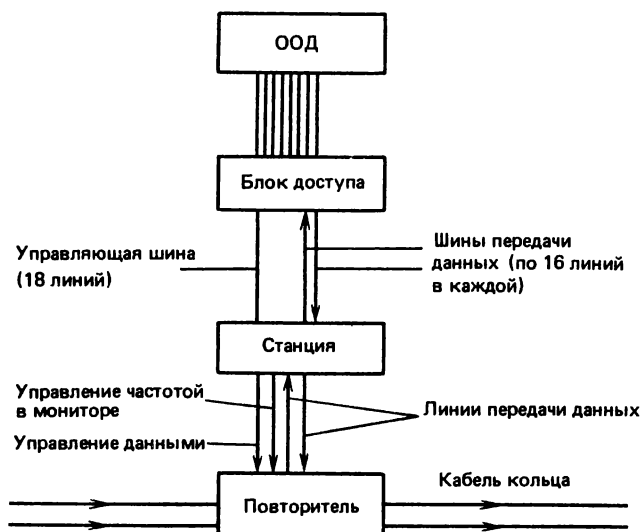 ООД
Блок доступа
Управляющая шина
(18 линий)
Шины передачи
данных (по 16 линий
в каждой)
Станция
Управление частотой
в мониторе
Управление данными
Линии передачи данных
Повторитель
Кабель кольца